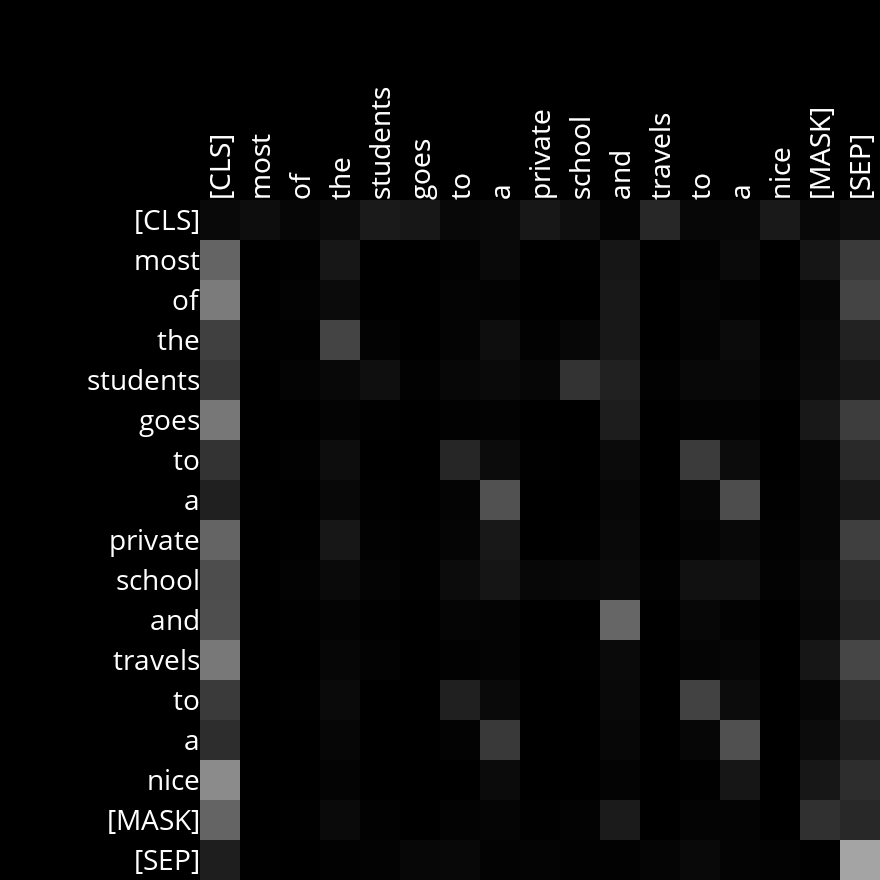 [CLS] most of the students goes to a private school and travels to a nice [MASK] [SEP]
[CLS]
most
of
the
students
goes
to
a
private
school
and
travels
to
a
nice
[MASK]
[SEP]